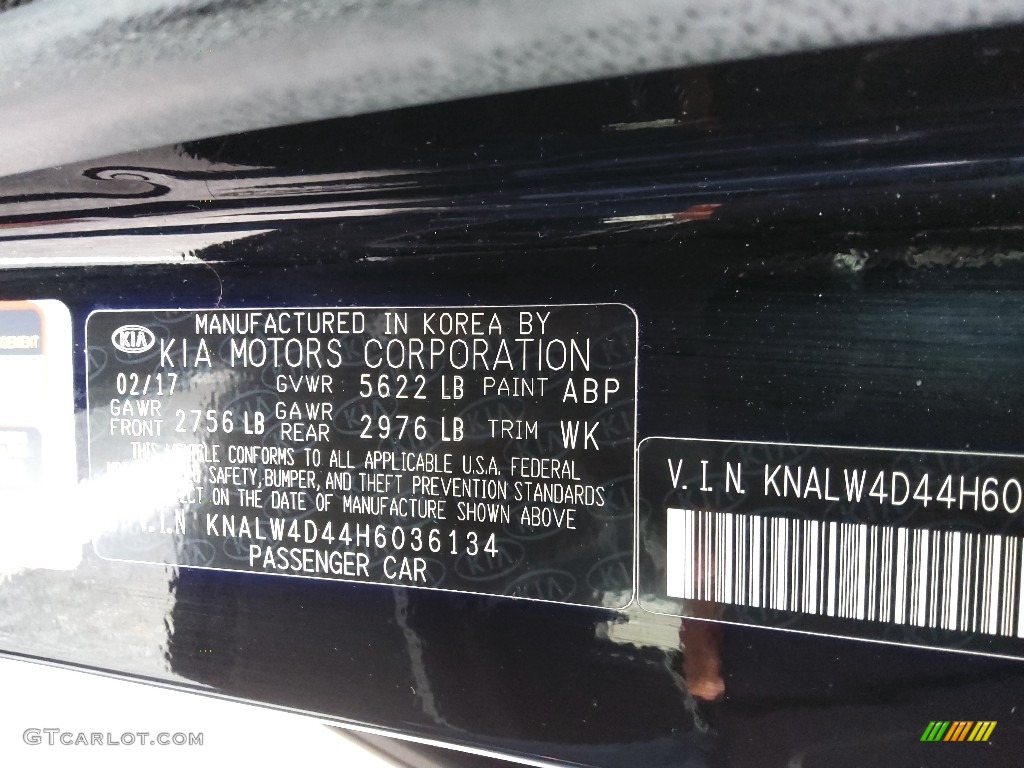 MANUFACTURED IN KOREA BY
KIA KIA MOTORS CORPORATION
02/17 GVWR 5622 LB PAINT ABP
GAWR FRONT 2756 LB GAWR REAR 2976 LB TRIM WK
THIS VEHICLE CONFORMS TO ALL APPLICABLE U.S.A. FEDERAL
SAFETY, BUMPER, AND THEFT PREVENTION STANDARDS
ON THE DATE OF MANUFACTURE SHOWN ABOVE
V.I.N KNALW4D44H6036134
PASSENGER CAR
V.I.N. KNALW4D44H60
GTCARLOT.COM